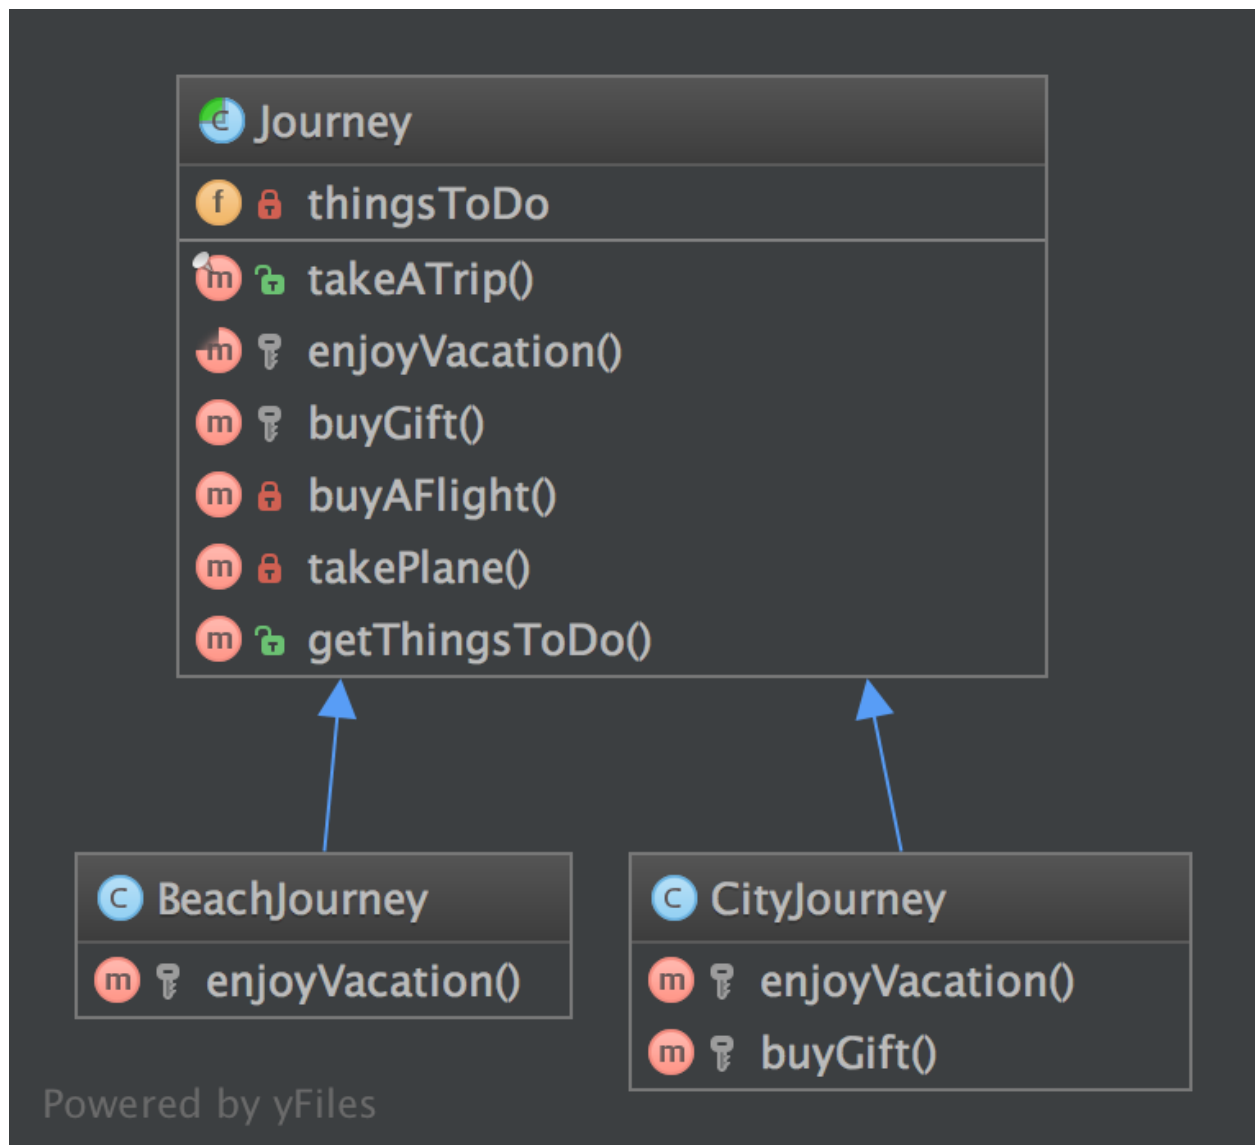 C Journey
f thingsToDo
m takeATrip()
m enjoyVacation()
m buyGift()
m buyAFlight()
m takePlane()
m getThingsToDo()
C BeachJourney
m enjoyVacation()
C CityJourney
m enjoyVacation()
m buyGift()
Powered by yFiles